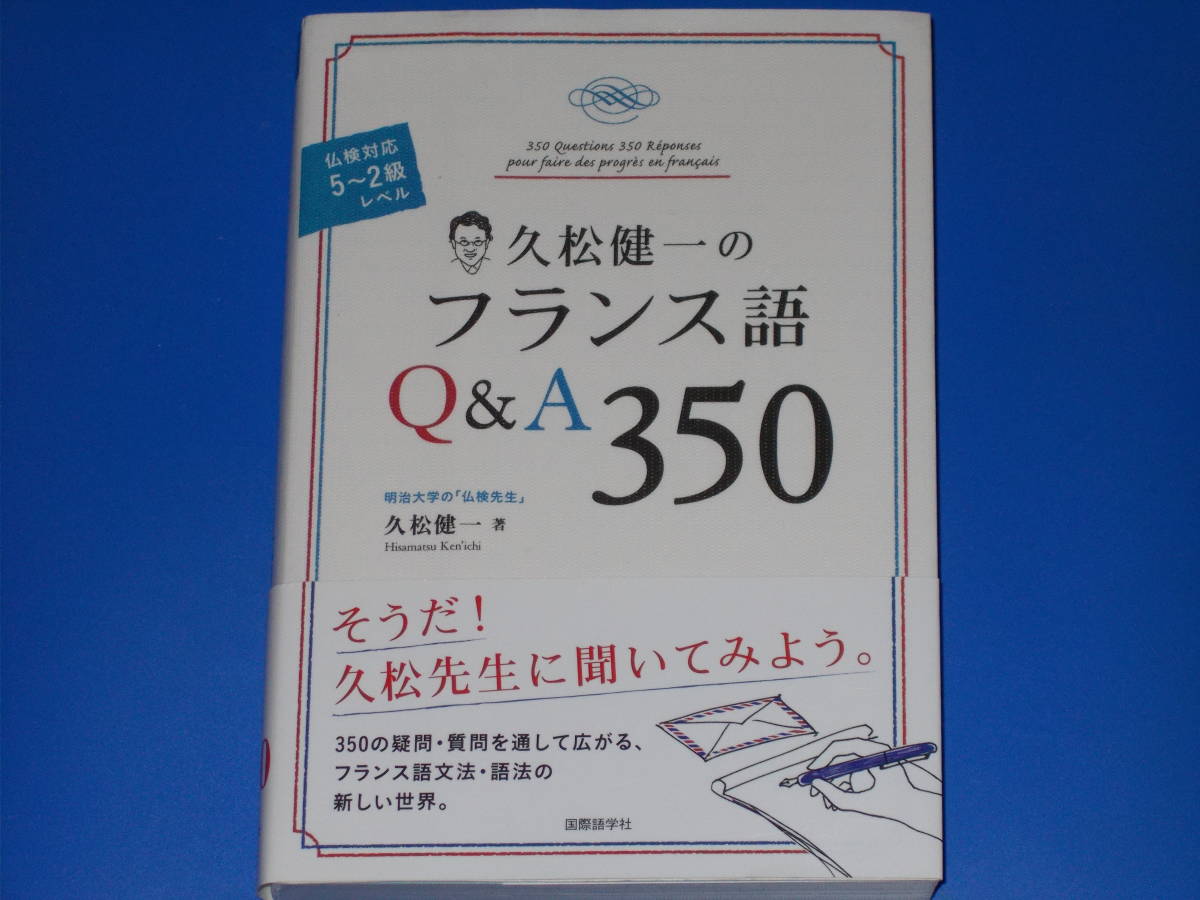 350 Questions 350 Réponses
pour faire des progrès en français
仏検対応
5～2級
レベル
久松健一の
フランス語
Q&A 350
明治大学の「仏検先生」
久松健一 著
Hisamatsu Ken'ichi
そうだ！
久松先生に聞いてみよう。
350の疑問・質問を通して広がる、
フランス語文法・語法の
新しい世界。
国際語学社